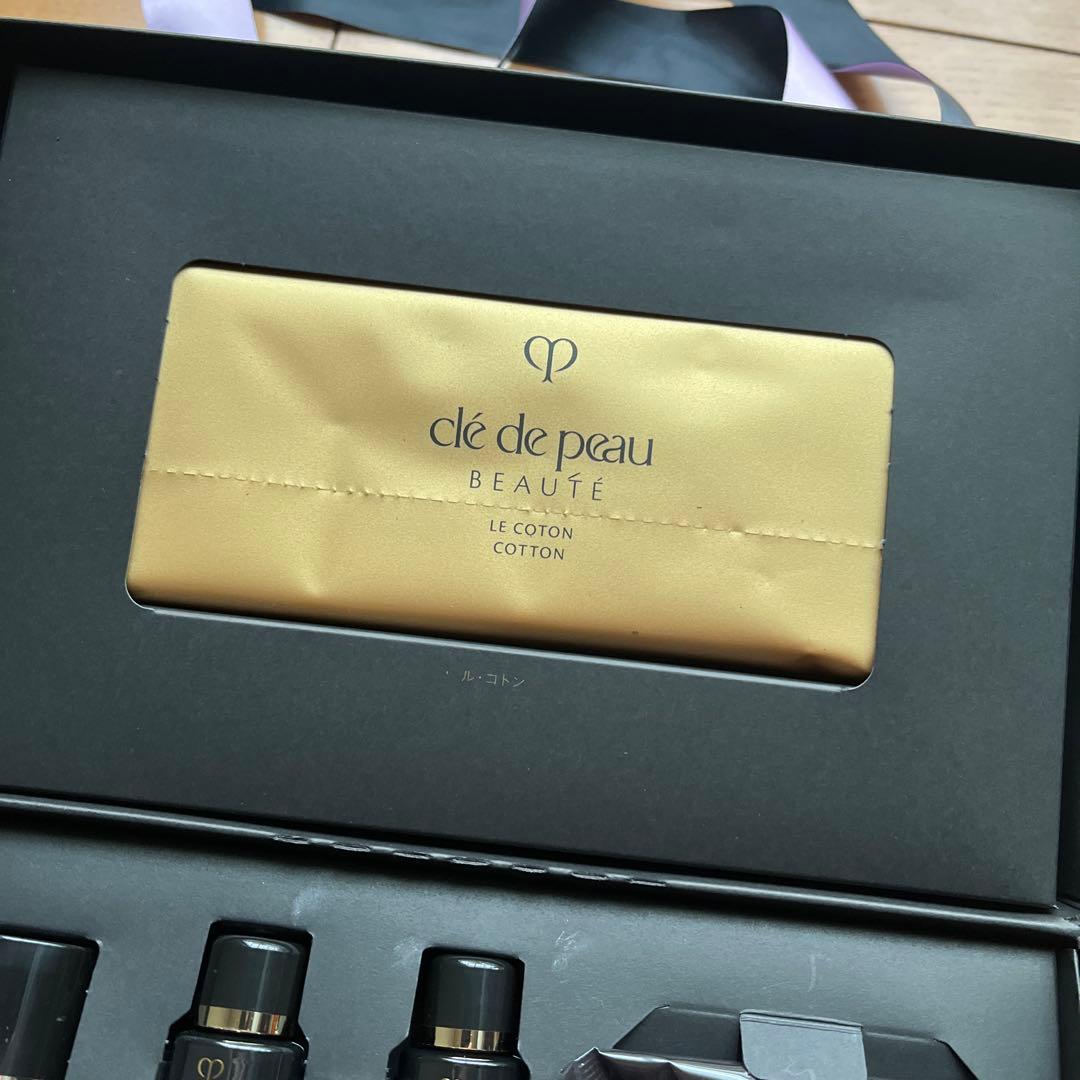 clé de peau
BEAUTÉ
LE COTON
COTTON
ル・コトン